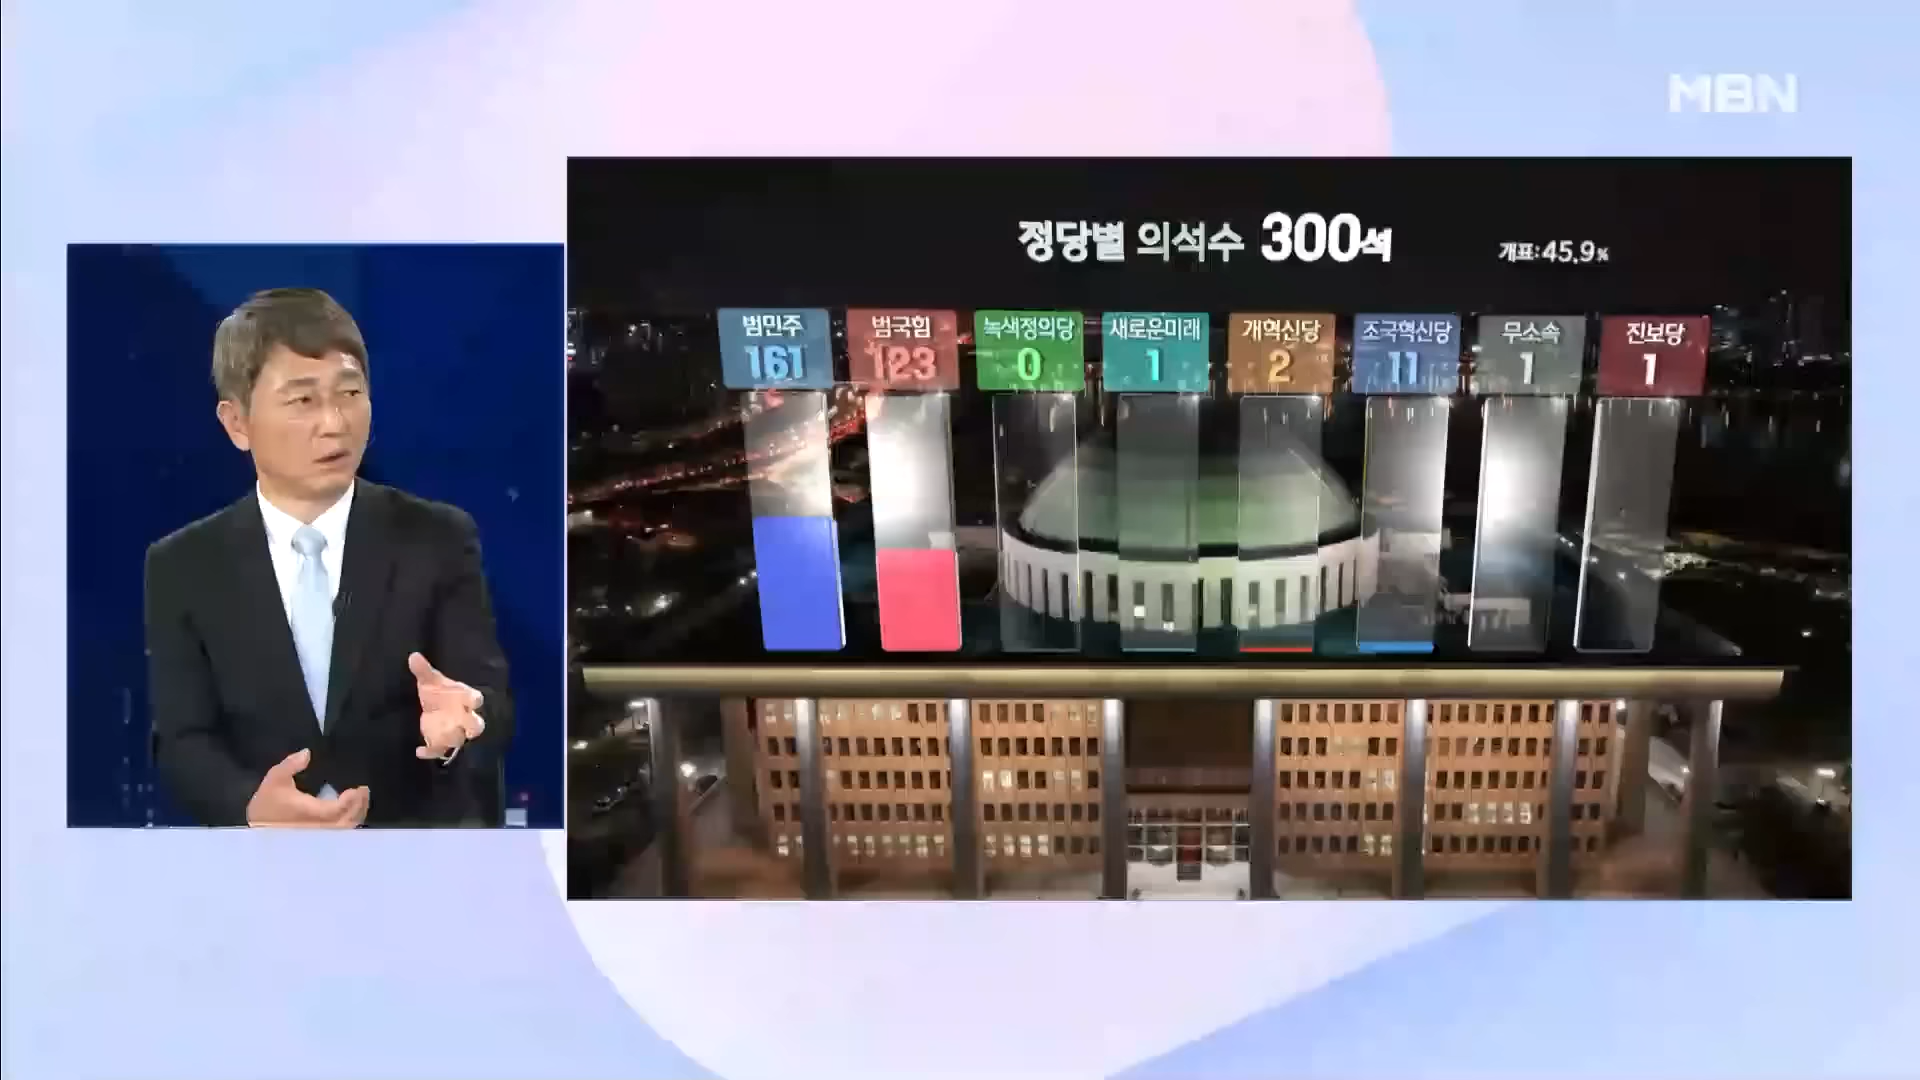 MBN
정당별 의석수 300석
개표:45.9%
범민주 범국힘 녹색정의당 새로운미래 개혁신당 조국혁신당 무소속 진보당
161 123 0 1 2 11 1 1